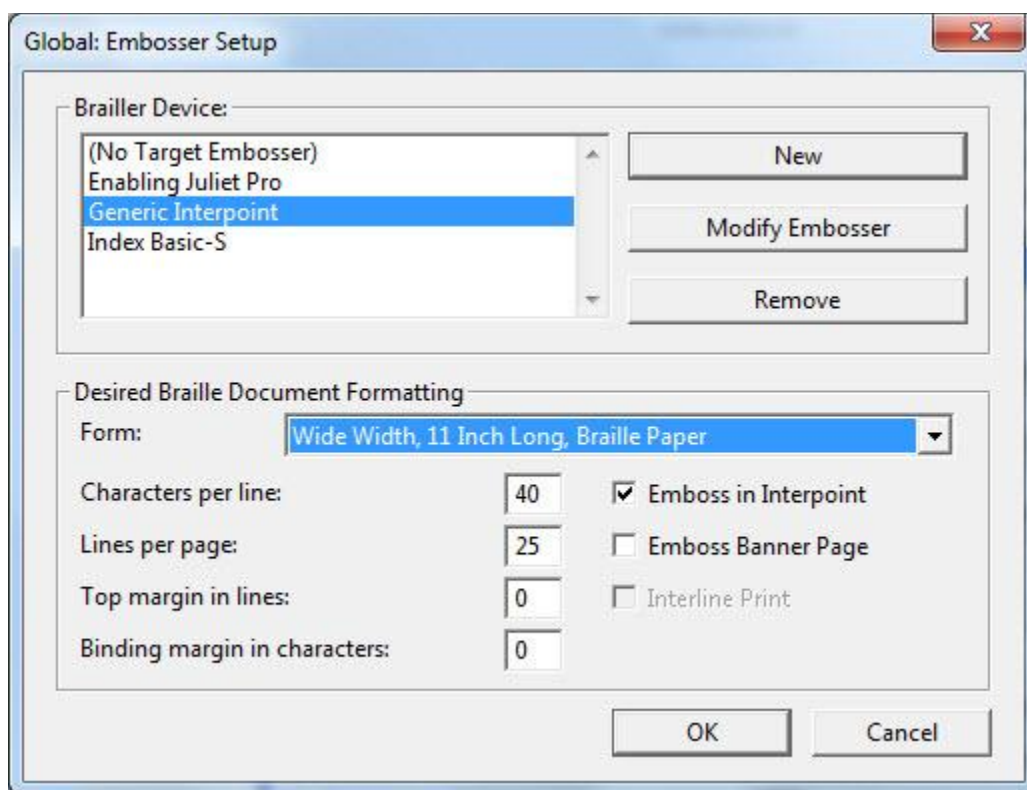 Global: Embosser Setup
Brailler Device:
(No Target Embosser)
Enabling Juliet Pro
Generic Interpoint
Index Basic-S
New
Modify Embosser
Remove
Desired Braille Document Formatting
Form: Wide Width, 11 Inch Long, Braille Paper
Characters per line: 40 Emboss in Interpoint
Lines per page: 25 Emboss Banner Page
Top margin in lines: 0 Interline Print
Binding margin in characters: 0
OK Cancel